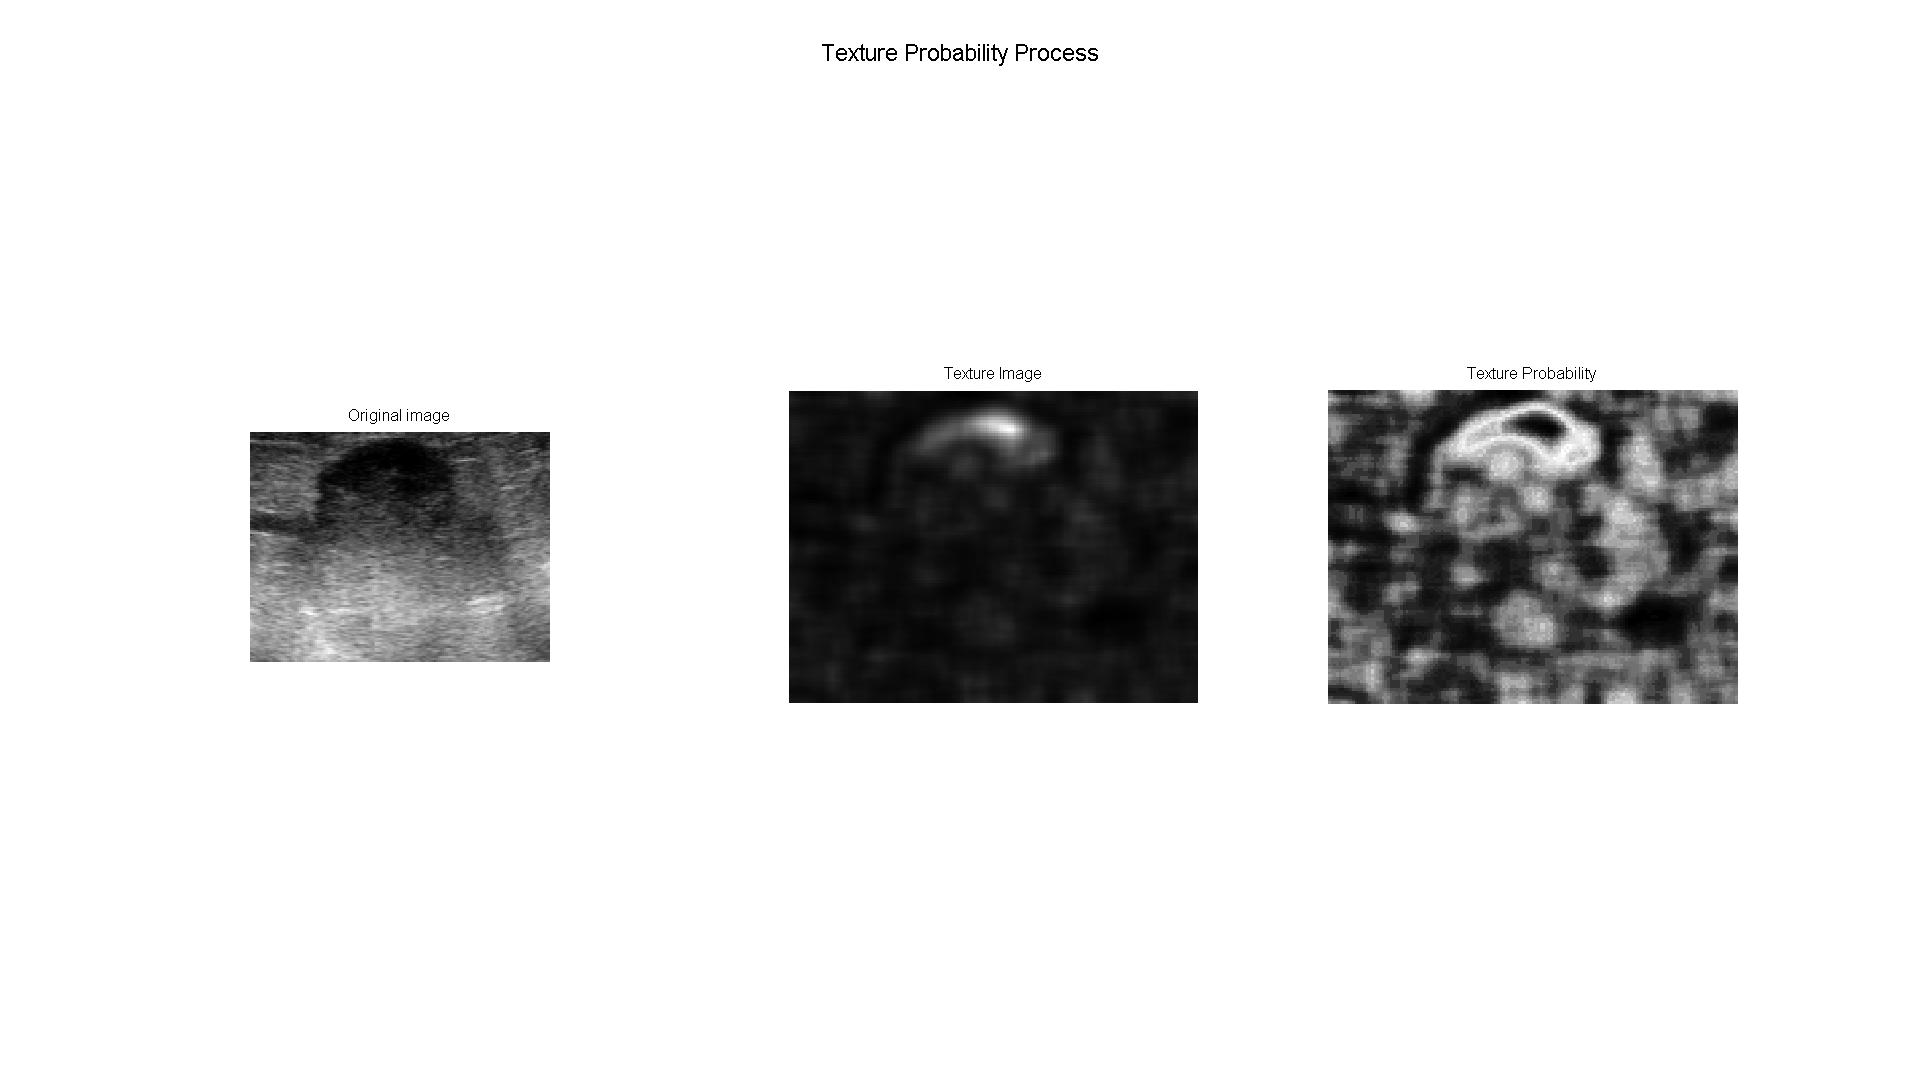 Texture Probability Process
Original image
Texture Image
Texture Probability